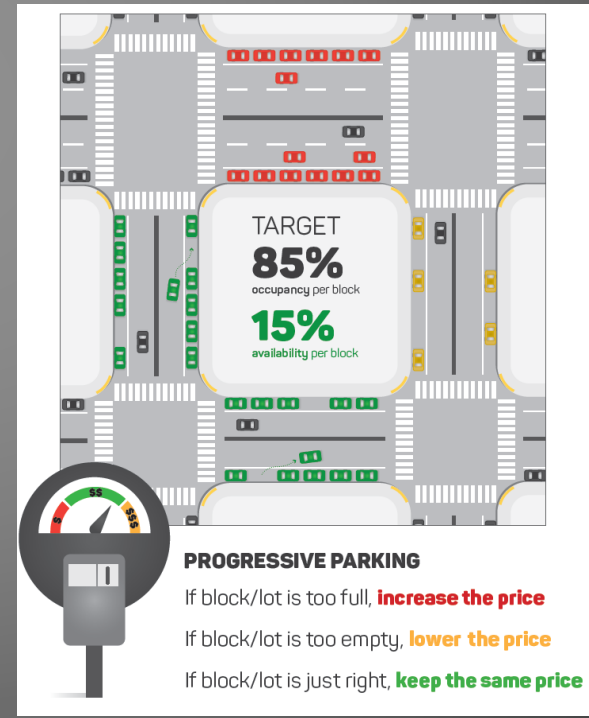 TARGET
85%
occupancy per block
15%
availability per block
$
$$
$$$
PROGRESSIVE PARKING
If block/lot is too full, increase the price
If block/lot is too empty, lower the price
If block/lot is just right, keep the same price